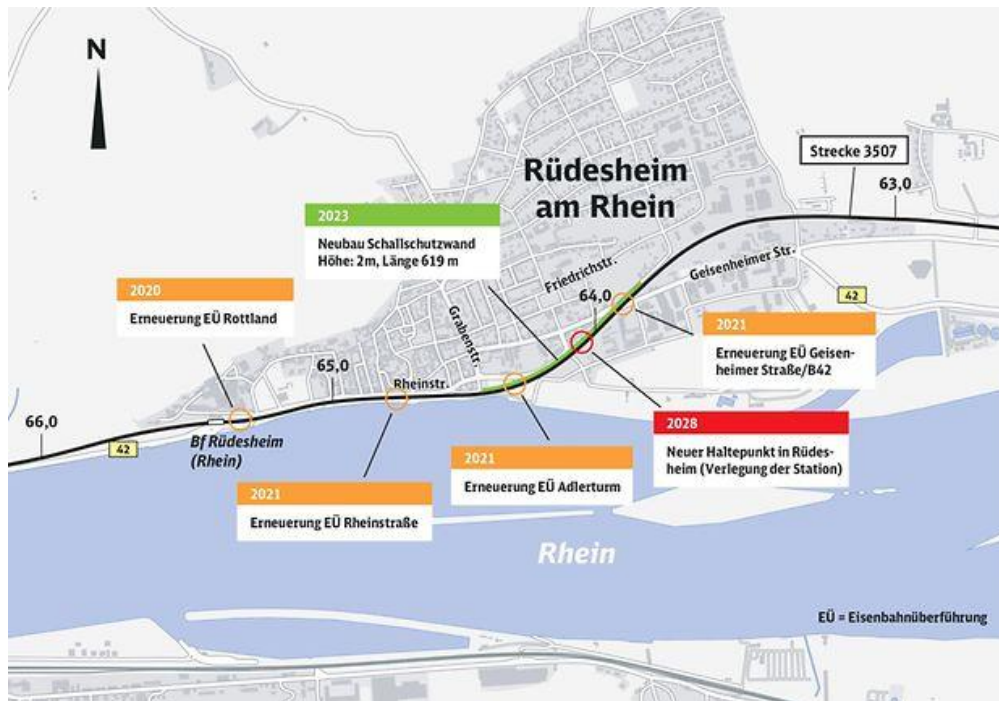 N
Rüdesheim
am Rhein
Strecke 3507
63,0
2023
Neubau Schallschutzwand
Höhe: 2m, Länge 619 m
Friedrichstr.
Geisenheimer Str.
64,0
42
2020
Erneuerung EÜ Rottland
Grabenstr.
2021
Erneuerung EÜ Geisen-
heimer Straße/B42
65,0
Rheinstr.
66,0
42
Bf Rüdesheim
(Rhein)
2028
Neuer Haltepunkt in Rüdes-
heim (Verlegung der Station)
2021
Erneuerung EÜ Adlerturm
2021
Erneuerung EÜ Rheinstraße
Rhein
EÜ = Eisenbahnüberführung